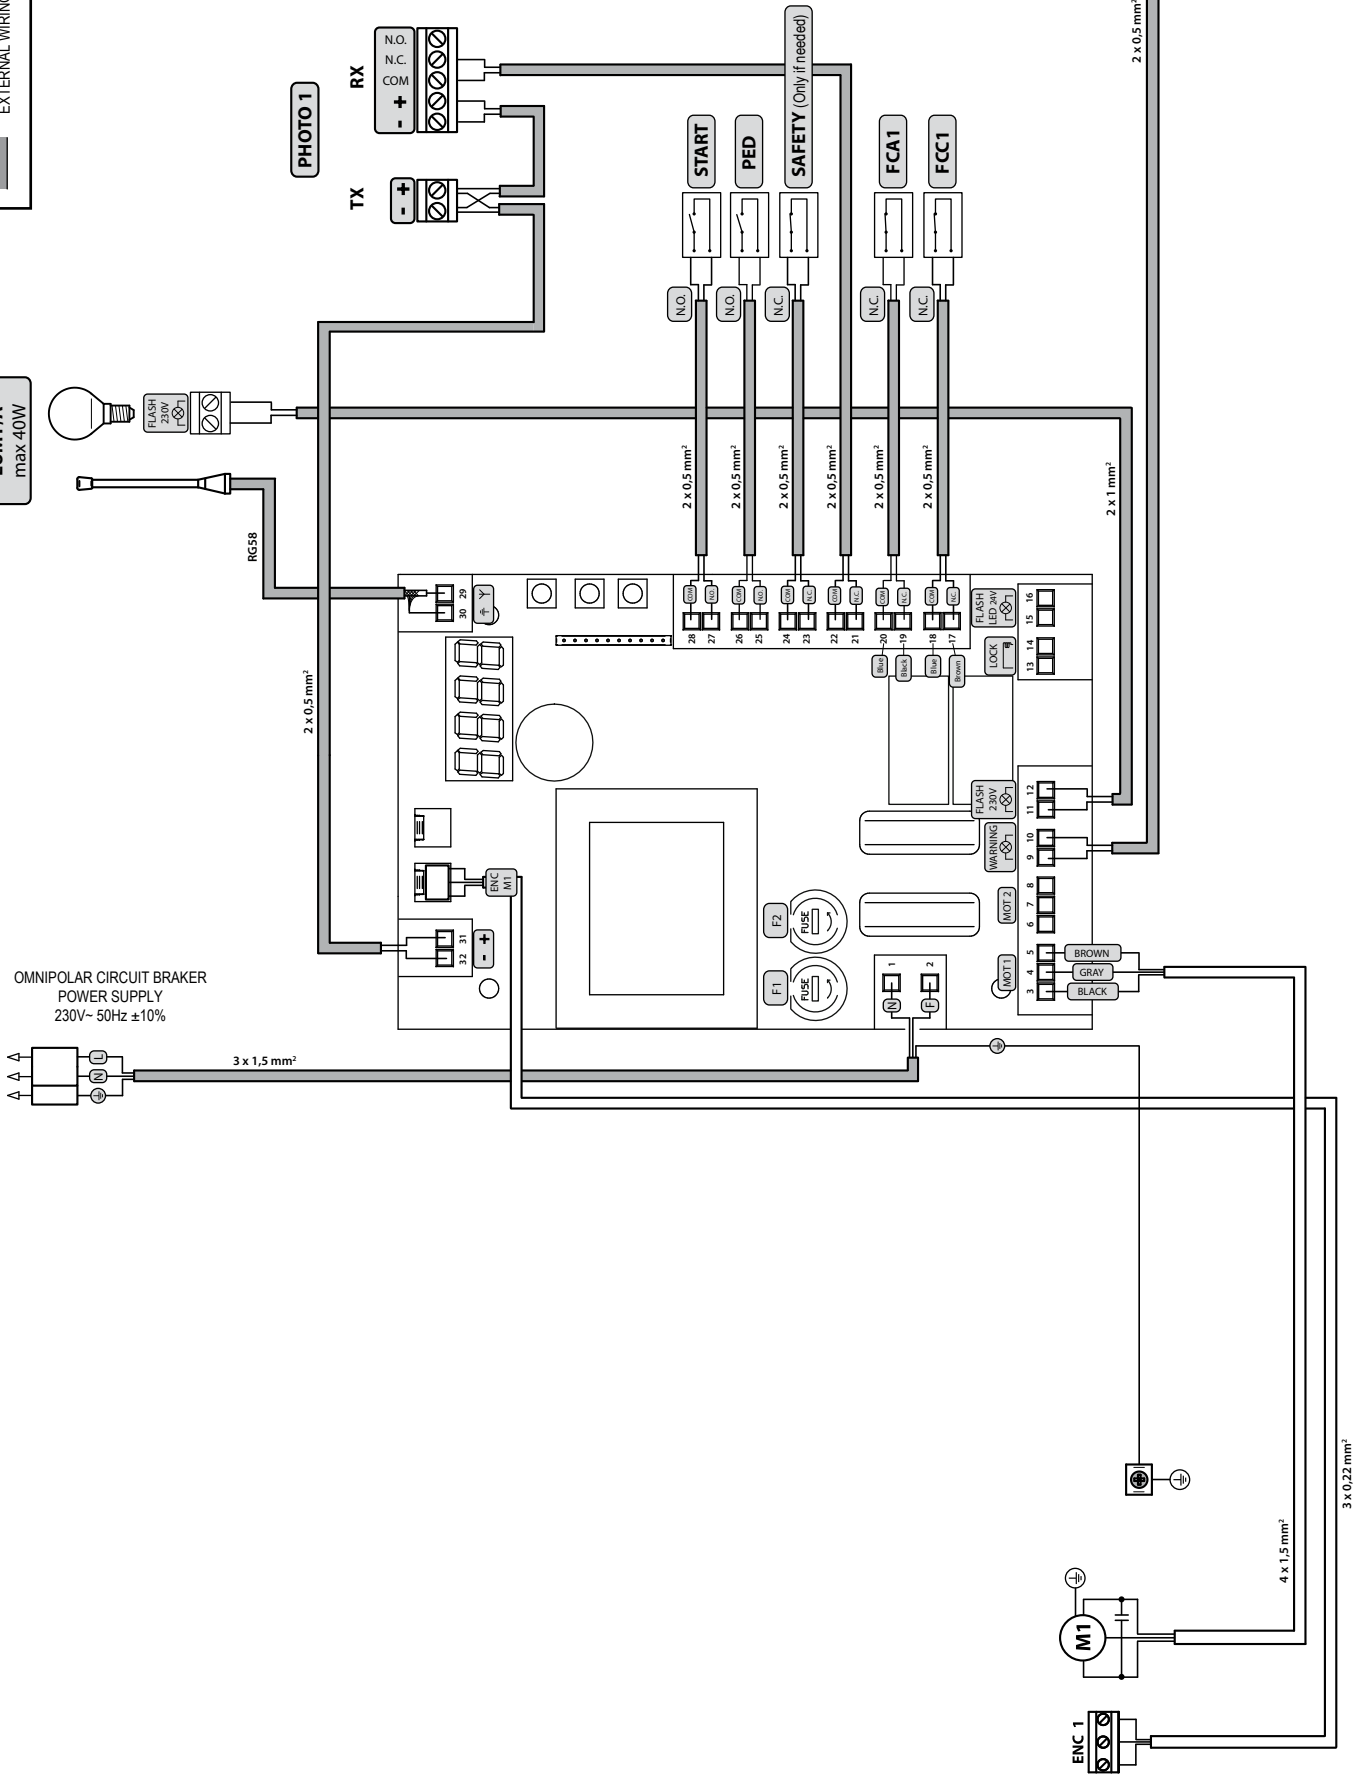 EXTERNAL WIRING
max 40W
FLASH
230V
RG58
PHOTO 1
RX
N.O.
N.C.
COM
+
-
TX
- +
2 x 0,5 mm²
2 x 0,5 mm²
START
PED
SAFETY (Only if needed)
FCA1
FCC1
N.O.
N.O.
N.C.
N.C.
N.C.
2 x 0,5 mm²
2 x 0,5 mm²
2 x 0,5 mm²
2 x 0,5 mm²
2 x 0,5 mm²
2 x 0,5 mm²
2 x 1 mm²
30 29
COM
N.O.
COM
N.O.
COM
N.C.
COM
N.C.
COM
N.C.
COM
N.C.
28
27
26
25
24
23
22
21
20
19
18
17
Blue
Black
Blue
Brown
FLASH
LED 24V
LOCK
16
15
14
13
FLASH
230V
WARNING
12
11
10
9
MOT 2
8
7
6
MOT 1
5
4
3
BROWN
GRAY
BLACK
ENC
M1
32 31
- +
F2
FUSE
F1
FUSE
1
2
N
F
OMNIPOLAR CIRCUIT BRAKER
POWER SUPPLY
230V~ 50Hz ±10%
L
N
3 x 1,5 mm²
4 x 1,5 mm²
3 x 0,22 mm²
M1
ENC 1